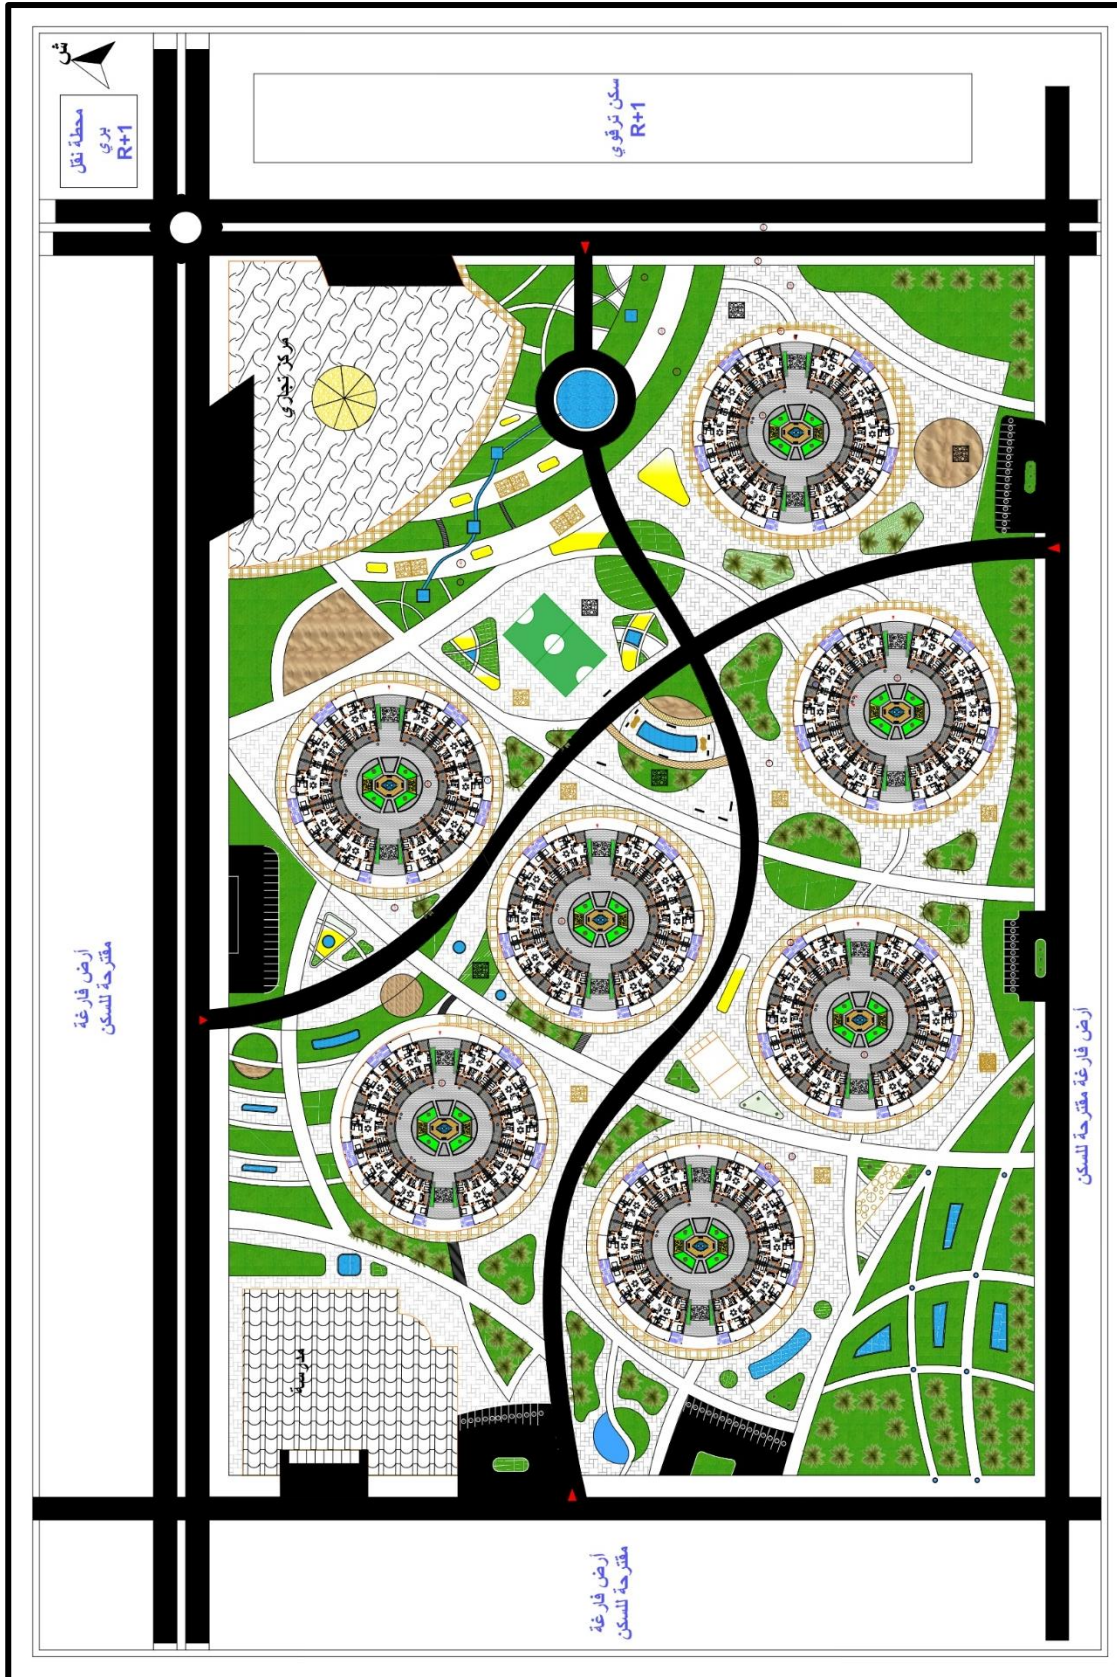 ش
محطة نقل
بري
R+1
سكن ترقوي
R+1
مركز تجاري
أرض فارغة
مقترحة للسكن
أرض فارغة مقترحة للسكن
مدرسة
أرض فارغة
مقترحة للسكن